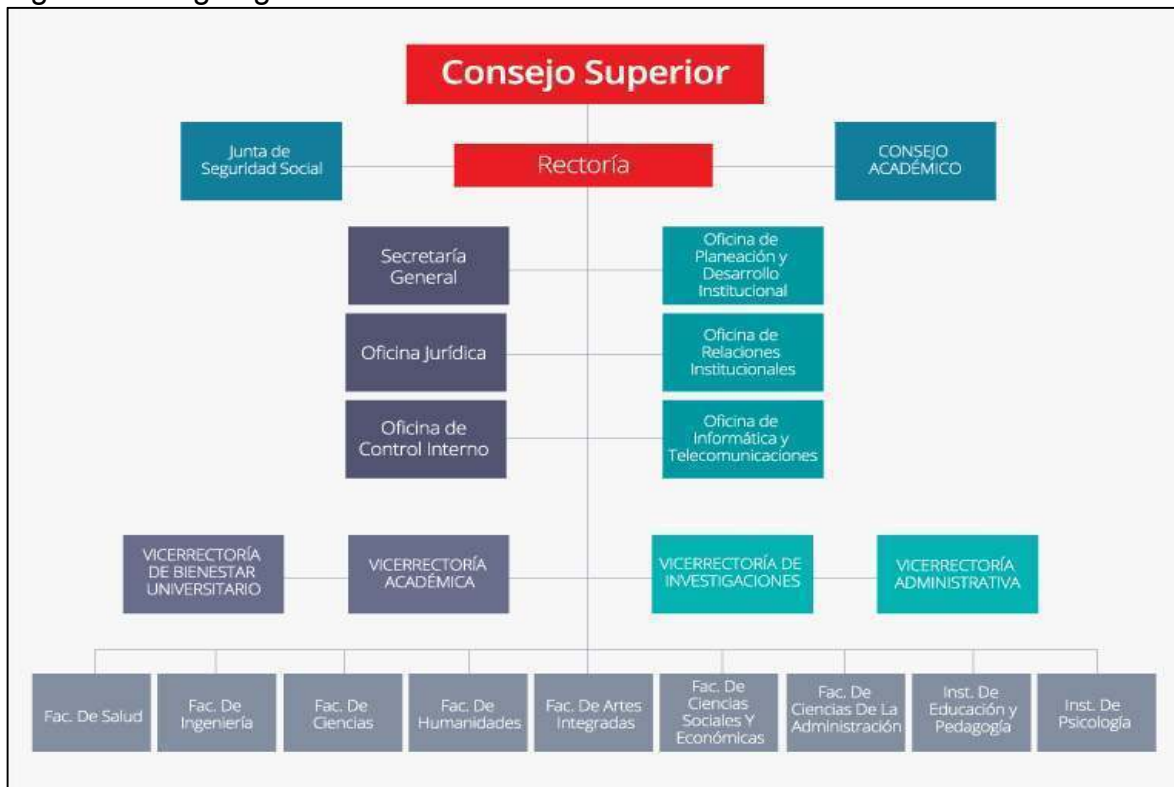 Consejo Superior
Junta de
Seguridad Social
Rectoría
CONSEJO
ACADÉMICO
Secretaría
General
Oficina de
Planeación y
Desarrollo
Institucional
Oficina Jurídica
Oficina de
Relaciones
Institucionales
Oficina de
Control Interno
Oficina de
Informática y
Telecomunicaciones
VICERRECTORÍA
DE BIENESTAR
UNIVERSITARIO
VICERRECTORÍA
ACADÉMICA
VICERRECTORÍA DE
INVESTIGACIONES
VICERRECTORÍA
ADMINISTRATIVA
Fac. De Salud
Fac. De
Ingeniería
Fac. De
Ciencias
Fac. De
Humanidades
Fac. De Artes
Integradas
Fac. De
Ciencias
Sociales Y
Económicas
Fac. De
Ciencias De La
Administración
Inst. De
Educación y
Pedagogía
Inst. De
Psicología